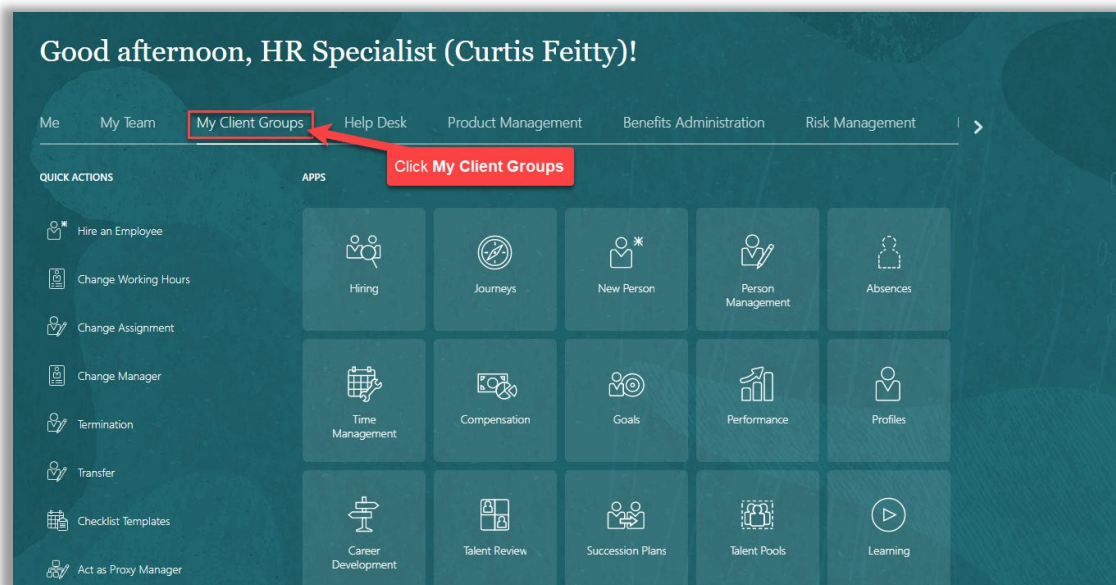 Good afternoon, HR Specialist (Curtis Feitty)!
Me My Team My Client Groups Help Desk Product Management Benefits Administration Risk Management
Click My Client Groups
QUICK ACTIONS
APPS
Hire an Employee
Change Working Hours
Change Assignment
Change Manager
Termination
Transfer
Checklist Templates
Act as Proxy Manager
Hiring
Journeys
New Person
Person
Management
Absences
Time
Management
Compensation
Goals
Performance
Profiles
Career
Development
Talent Review
Succession Plans
Talent Pools
Learning